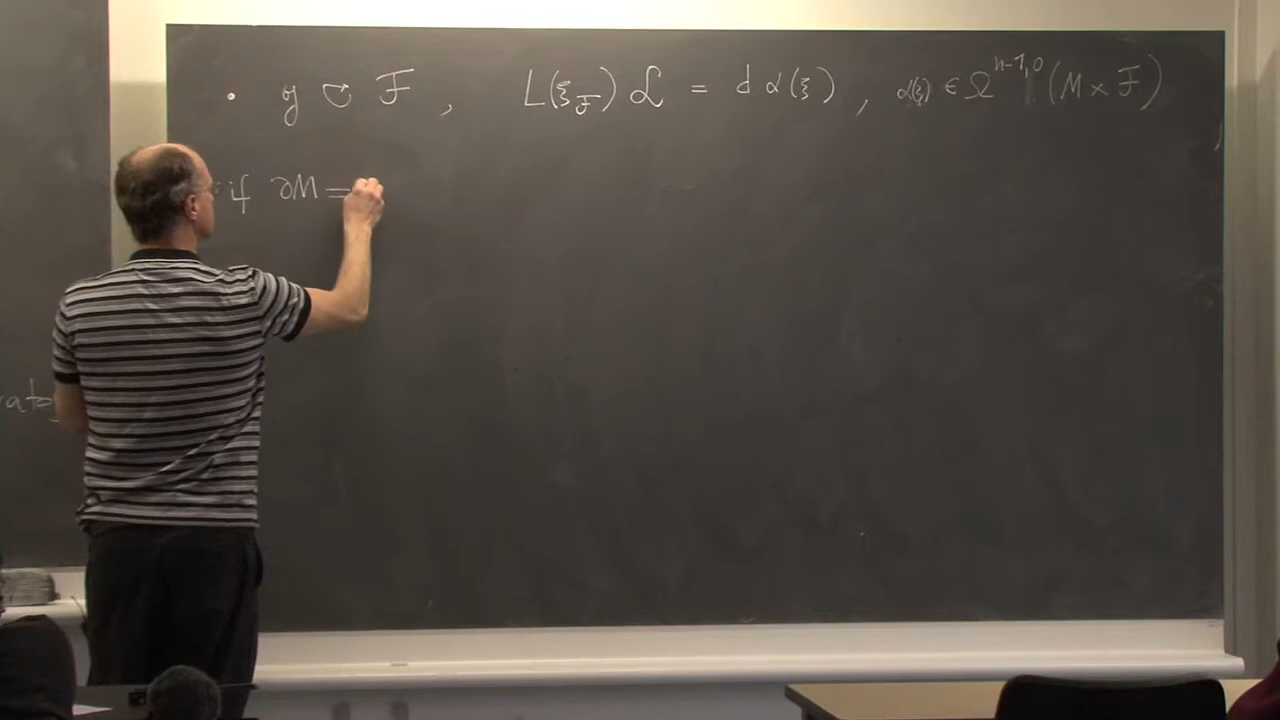 • 𝔤 ↻ F , L(ξ_F) ℒ = d α(ξ) , α(ξ) ∈ Ω^{n-1,0} (M × F)
if ∂M =